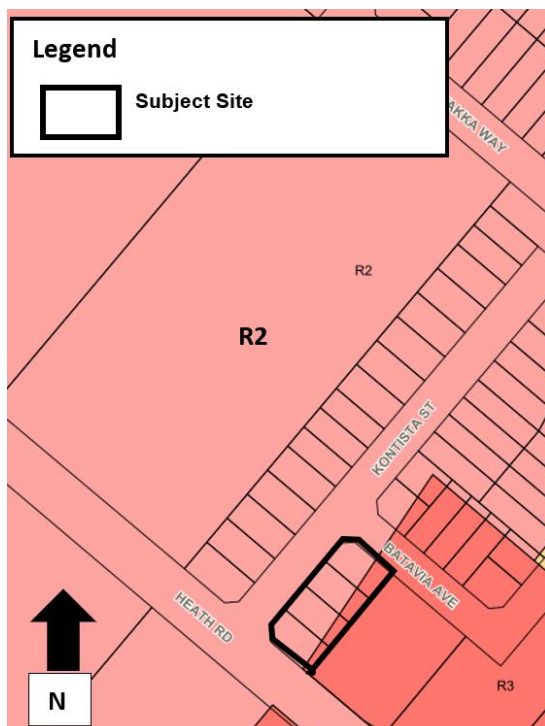 Legend
Subject Site
AKKA WAY
R2
R2
KONTISTA ST
BATAVIA AVE
HEATH RD
R3
N